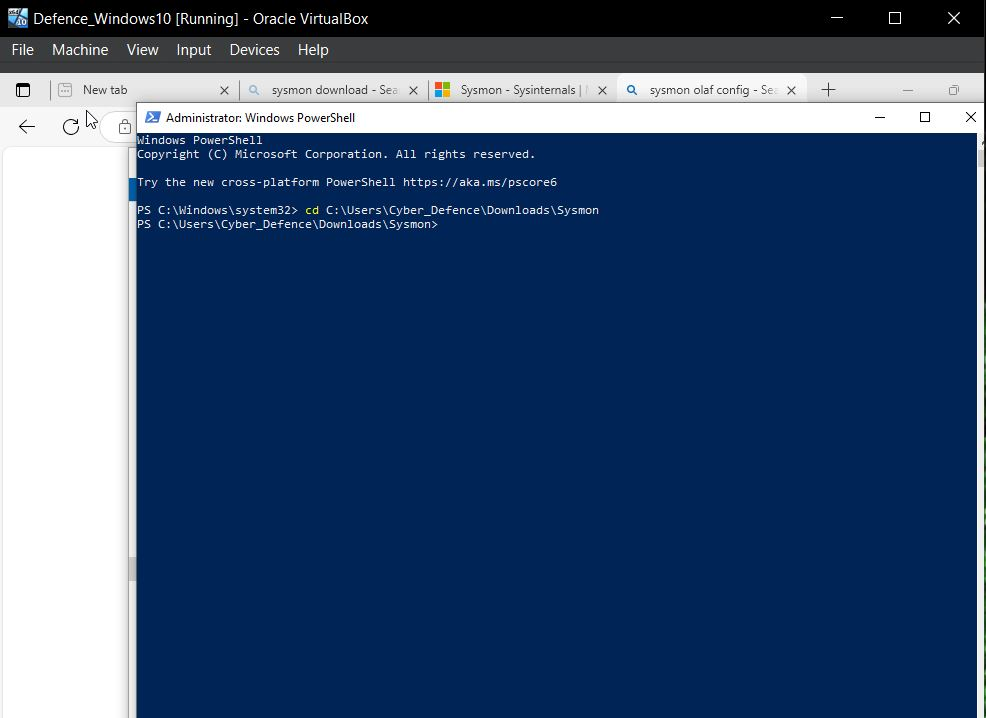 Defence_Windows10 [Running] - Oracle VirtualBox
File Machine View Input Devices Help
New tab
sysmon download - Sea
Sysmon - Sysinternals |
sysmon olaf config - Sea
Administrator: Windows PowerShell
Windows PowerShell
Copyright (C) Microsoft Corporation. All rights reserved.
Try the new cross-platform PowerShell https://aka.ms/pscore6
PS C:\Windows\system32> cd C:\Users\Cyber_Defence\Downloads\Sysmon
PS C:\Users\Cyber_Defence\Downloads\Sysmon>